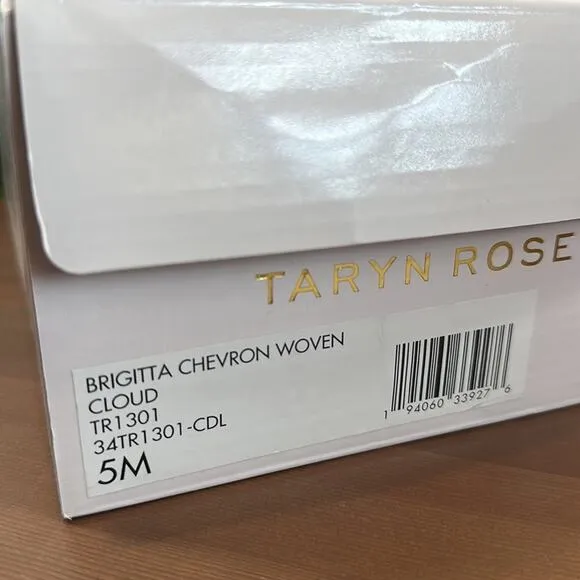 TARYN ROSE
BRIGITTA CHEVRON WOVEN
CLOUD
TR1301
34TR1301-CDL
5M
1 94060 33927 6